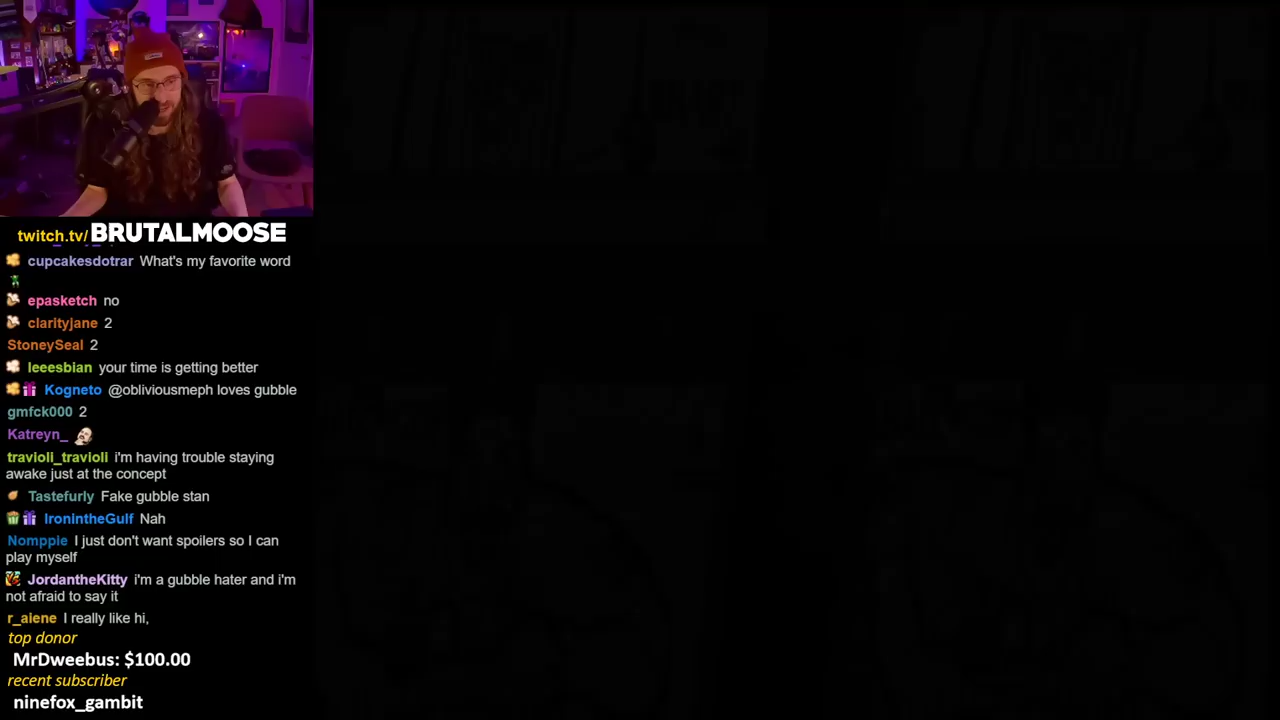 twitch.tv/BRUTALMOOSE
cupcakesdotrar What's my favorite word
epasketch no
clarityjane 2
StoneySeal 2
leeesbian your time is getting better
Kogneto @obliviousmeph loves gubble
gmfck000 2
Katreyn_
travioli_travioli i'm having trouble staying
awake just at the concept
Tastefurly Fake gubble stan
IronintheGulf Nah
Nomppie I just don't want spoilers so I can
play myself
JordantheKitty i'm a gubble hater and i'm
not afraid to say it
r_alene I really like hi,
top donor
MrDweebus: $100.00
recent subscriber
ninefox_gambit